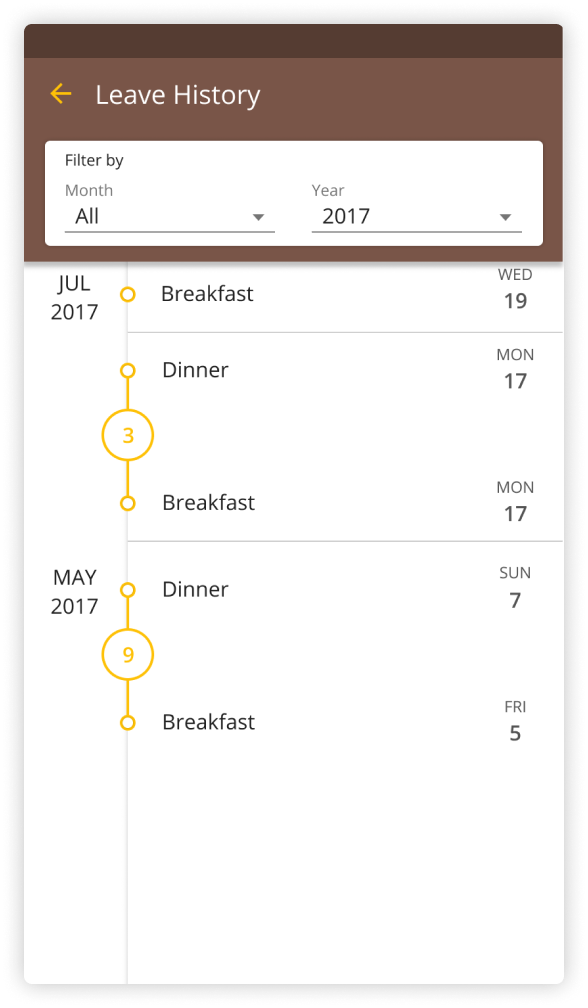 Leave History
Filter by
Month
Year
All
2017
JUL
2017
Breakfast
WED
19
Dinner
MON
17
3
Breakfast
MON
17
MAY
2017
Dinner
SUN
7
9
Breakfast
FRI
5